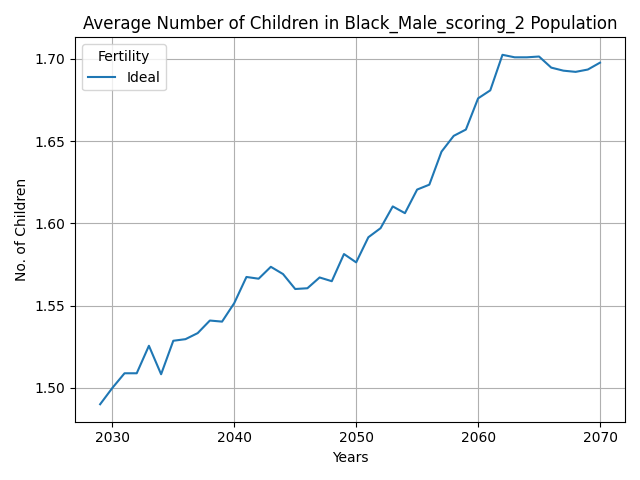 Average Number of Children in Black_Male_scoring_2 Population
Fertility
Ideal
No. of Children
1.70
1.65
1.60
1.55
1.50
2030 2040 2050 2060 2070
Years